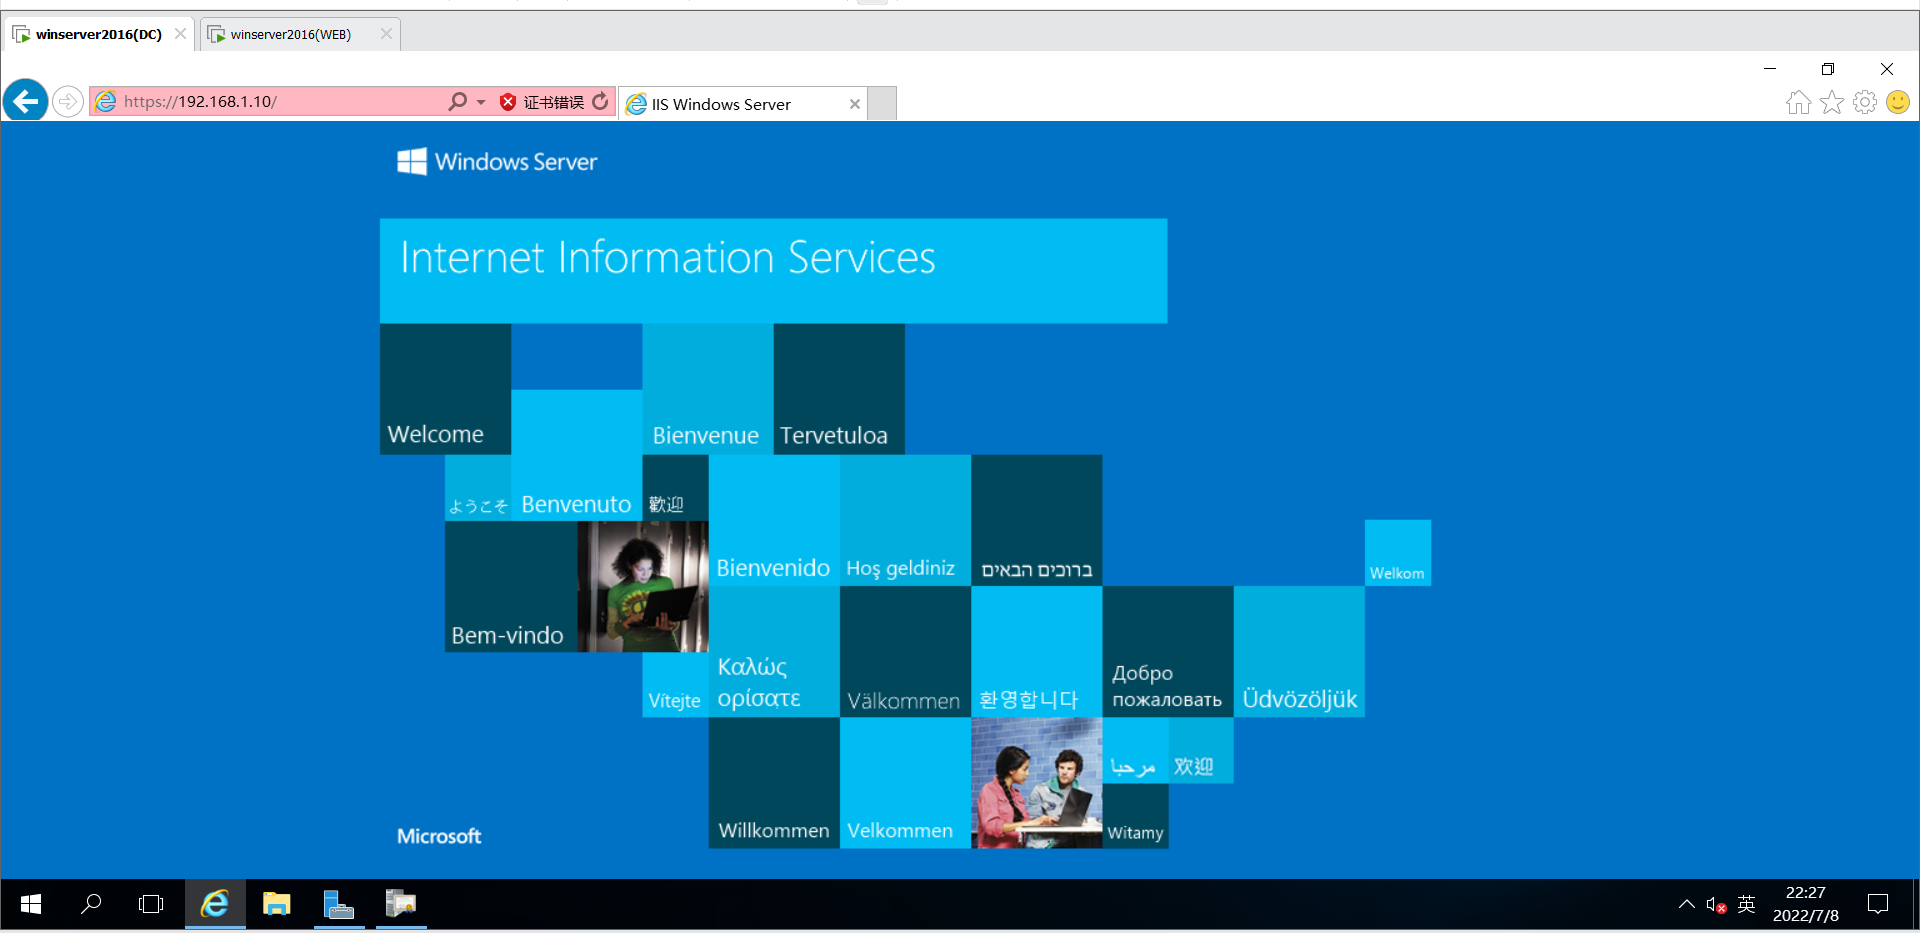 winserver2016(DC)
winserver2016(WEB)
https://192.168.1.10/
证书错误
IIS Windows Server
Windows Server
Internet Information Services
Welcome
Bienvenue
Tervetuloa
ようこそ
Benvenuto
歡迎
Bienvenido
Hoş geldiniz
ברוכים הבאים
Welkom
Bem-vindo
Vítejte
Καλώς
ορίσατε
Välkommen
환영합니다
Добро
пожаловать
Üdvözöljük
مرحبا
欢迎
Willkommen
Velkommen
Witamy
Microsoft
英
22:27
2022/7/8